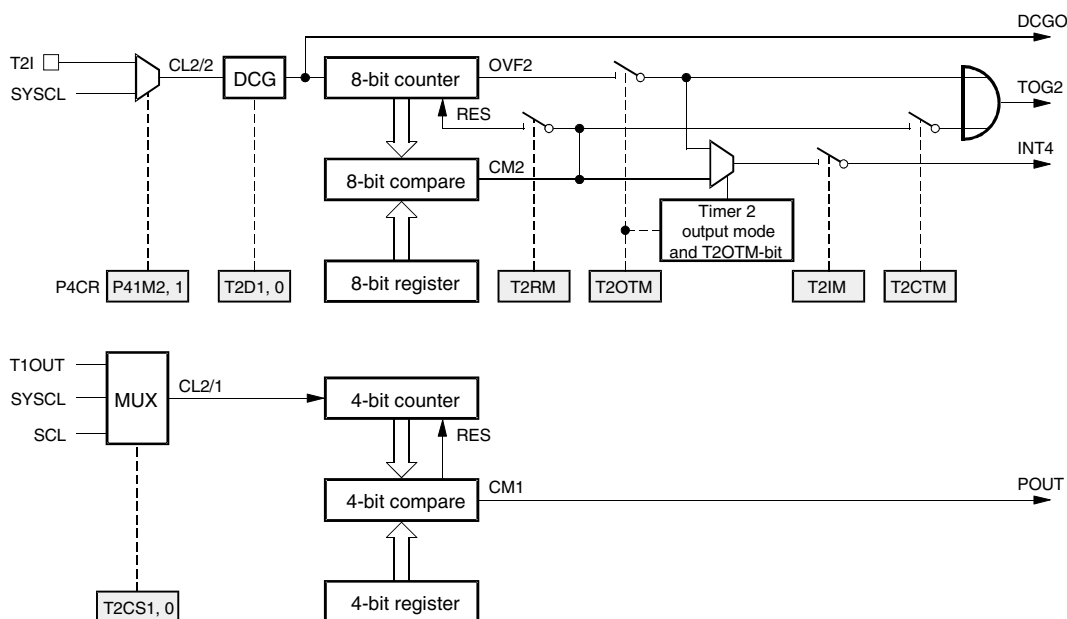 DCGO
T2I
CL2/2
DCG
8-bit counter
OVF2
TOG2
SYSCL
RES
INT4
8-bit compare
CM2
Timer 2
output mode
and T2OTM-bit
P4CR
P41M2, 1
T2D1, 0
8-bit register
T2RM
T2OTM
T2IM
T2CTM
T1OUT
SYSCL
MUX
CL2/1
4-bit counter
SCL
RES
4-bit compare
CM1
POUT
T2CS1, 0
4-bit register